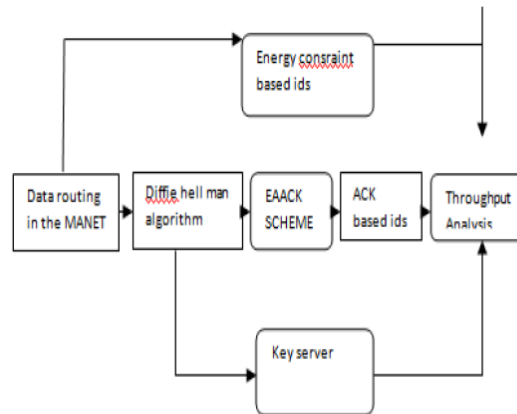 Energy consraint
based ids
Data routing
in the MANET
Diffie hell man
algorithm
EAACK
SCHEME
ACK
based ids
Throughput
Analysis
Key server